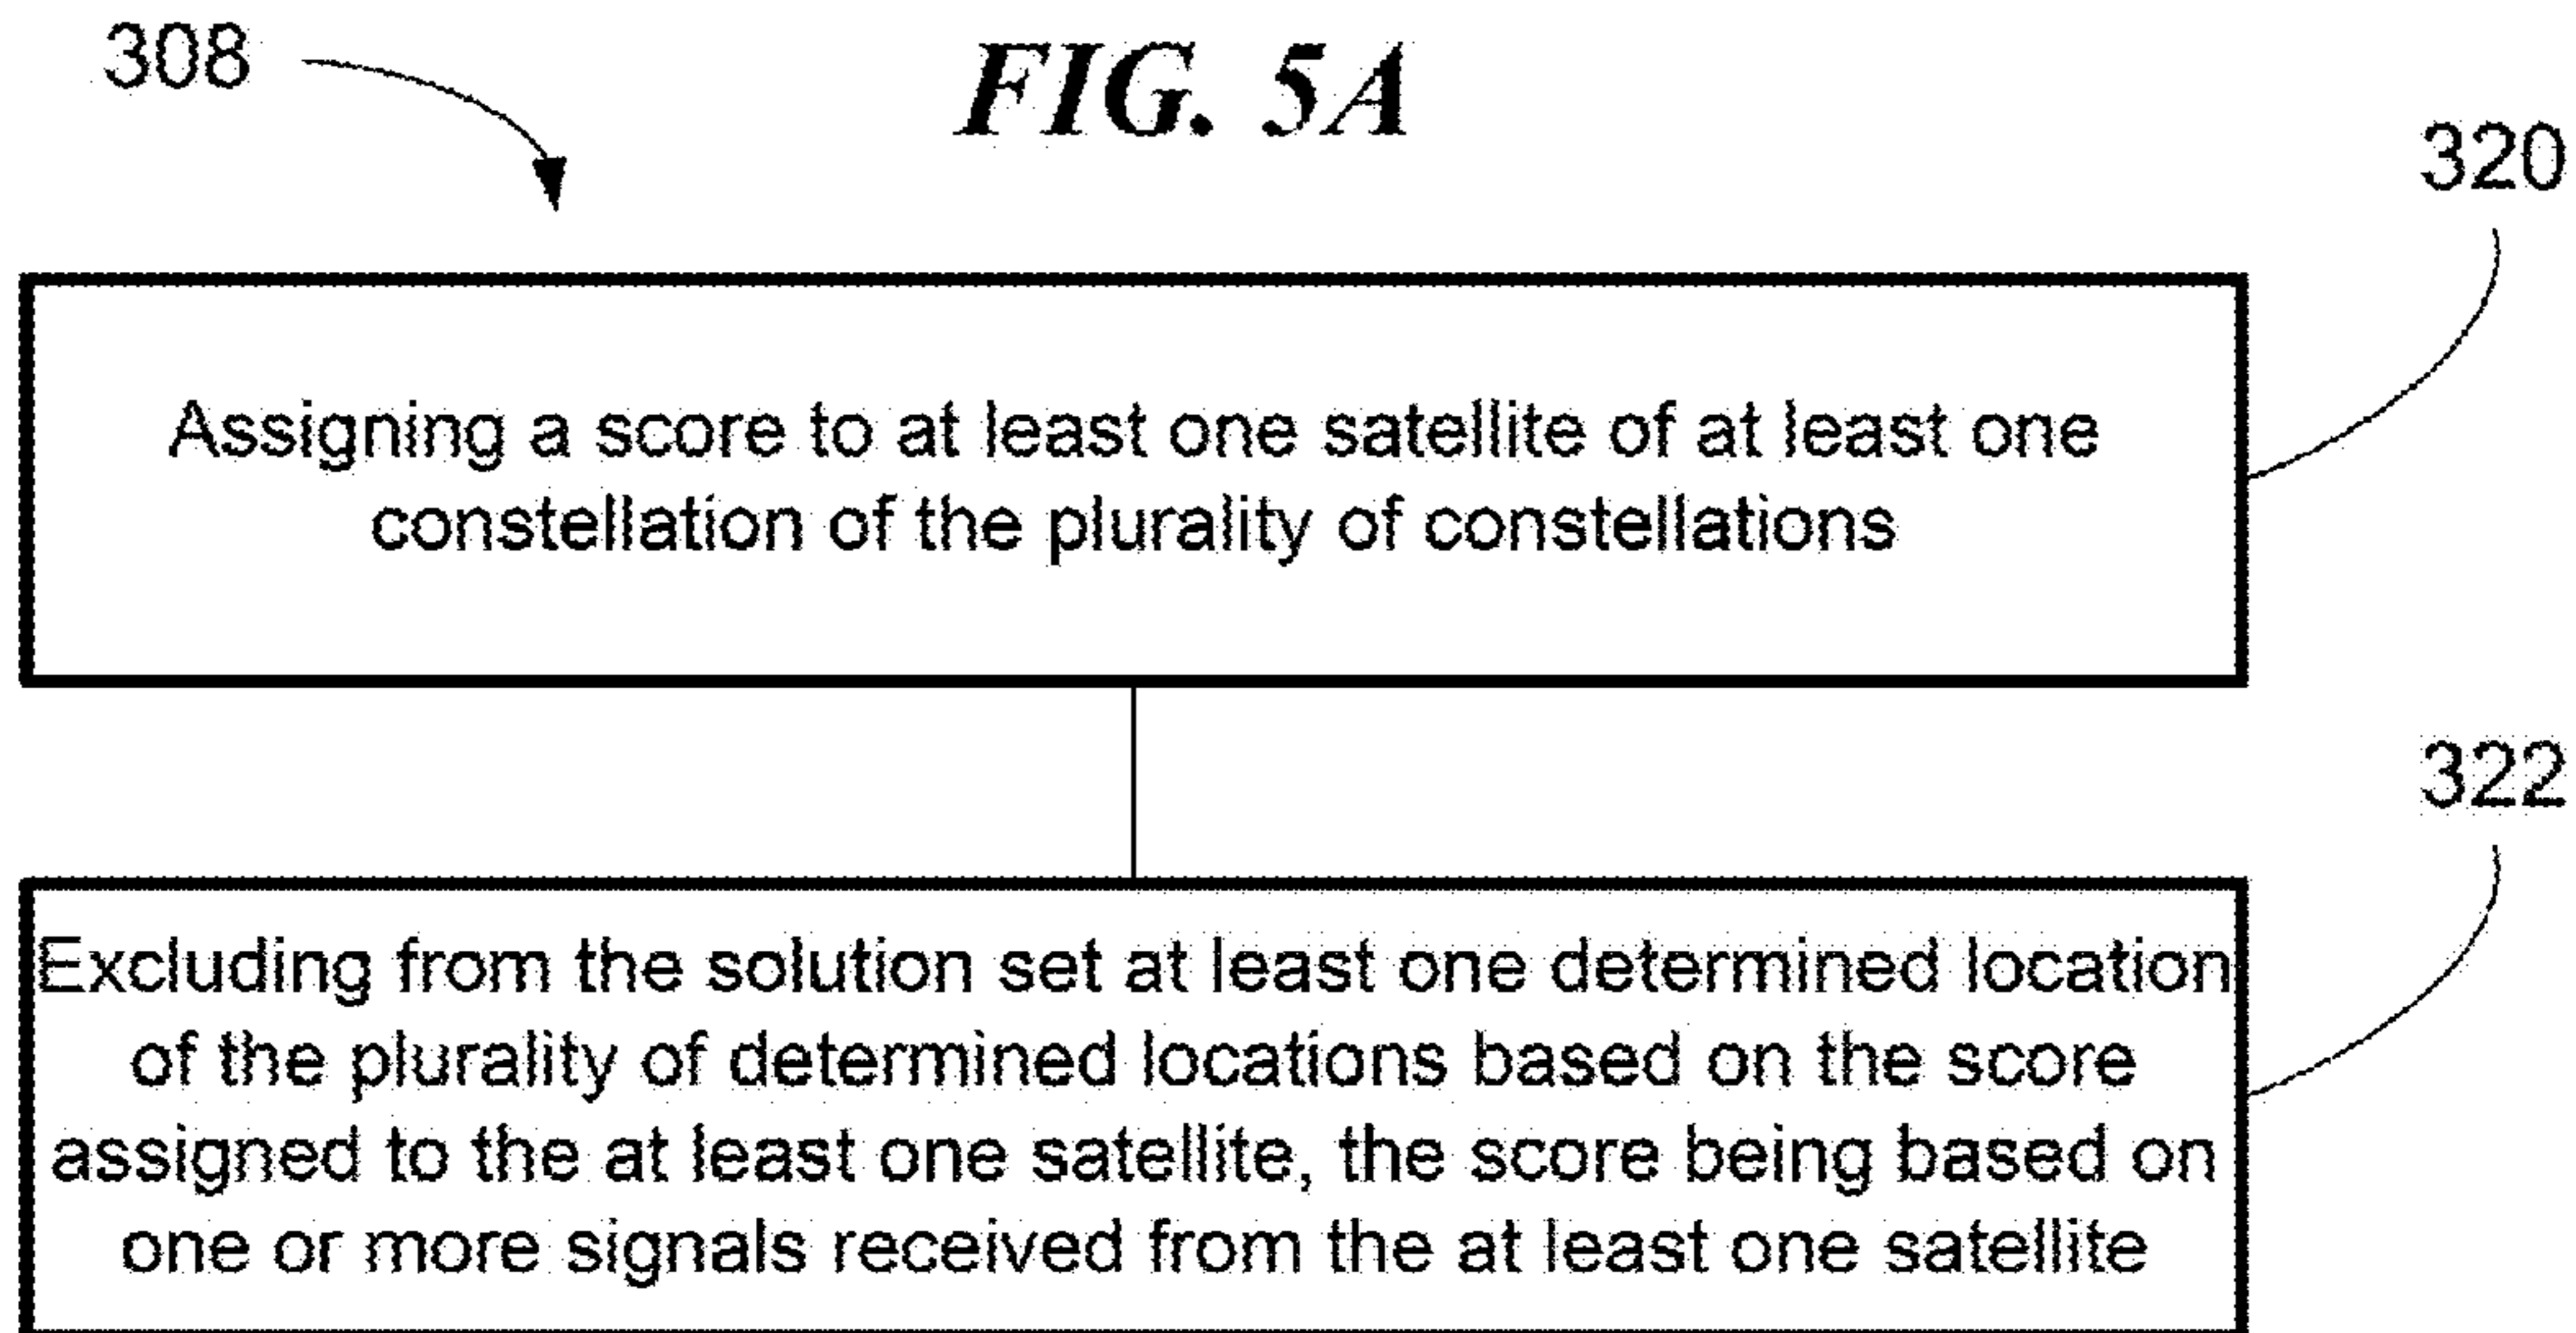 308
FIG. 5A
320
Assigning a score to at least one satellite of at least one
constellation of the plurality of constellations
322
Excluding from the solution set at least one determined location
of the plurality of determined locations based on the score
assigned to the at least one satellite, the score being based on
one or more signals received from the at least one satellite